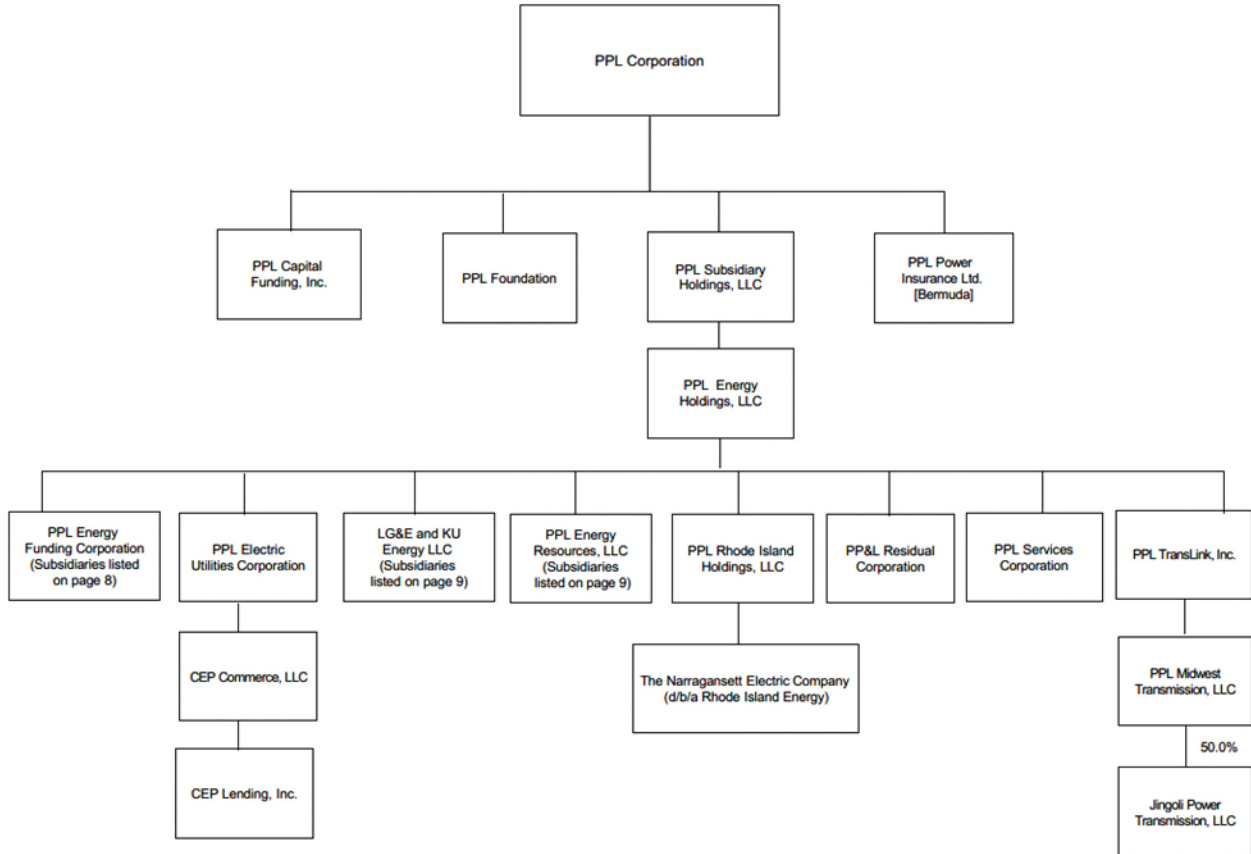 PPL Corporation
PPL Capital
Funding, Inc.
PPL Foundation
PPL Subsidiary
Holdings, LLC
PPL Power
Insurance Ltd.
[Bermuda]
PPL Energy
Holdings, LLC
PPL Energy
Funding Corporation
(Subsidiaries listed
on page 8)
PPL Electric
Utilities Corporation
LG&E and KU
Energy LLC
(Subsidiaries
listed on page 9)
PPL Energy
Resources, LLC
(Subsidiaries
listed on page 9)
PPL Rhode Island
Holdings, LLC
PP&L Residual
Corporation
PPL Services
Corporation
PPL TransLink, Inc.
CEP Commerce, LLC
The Narragansett Electric Company
(d/b/a Rhode Island Energy)
PPL Midwest
Transmission, LLC
50.0%
CEP Lending, Inc.
Jingoli Power
Transmission, LLC